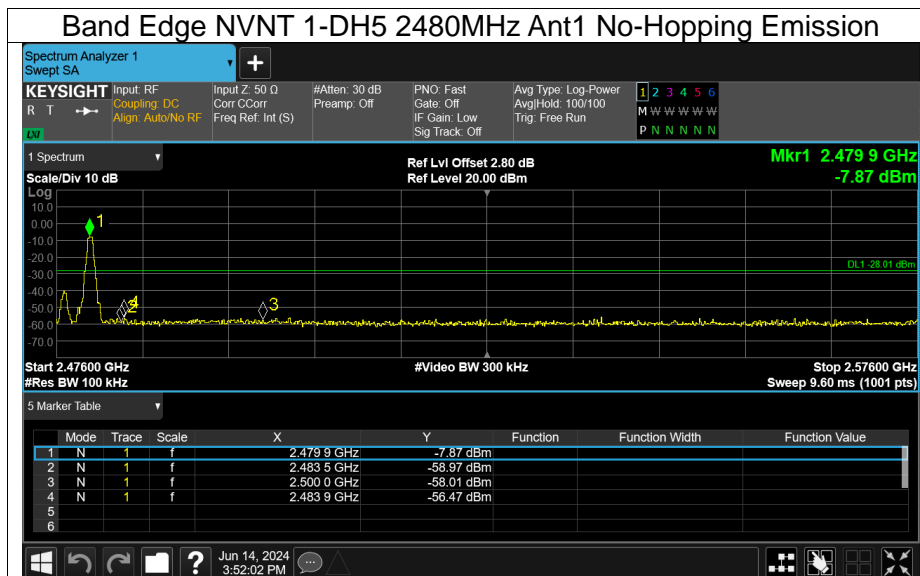 Band Edge NVNT 1-DH5 2480MHz Ant1 No-Hopping Emission
Spectrum Analyzer 1
Swept SA
+
KEYSIGHT
R T
LXI
Input: RF
Coupling: DC
Align: Auto/No RF
Input Z: 50 Ω
Corr CCorr
Freq Ref: Int (S)
#Atten: 30 dB
Preamp: Off
PNO: Fast
Gate: Off
IF Gain: Low
Sig Track: Off
Avg Type: Log-Power
Avg|Hold: 100/100
Trig: Free Run
1 2 3 4 5 6
M W W W W W
P N N N N N
1 Spectrum
Scale/Div 10 dB
Ref Lvl Offset 2.80 dB
Ref Level 20.00 dBm
Mkr1 2.479 9 GHz
-7.87 dBm
Log
10.0
0.00
-10.0
-20.0
-30.0
-40.0
-50.0
-60.0
-70.0
1
4
2
3
DL1 -28.01 dBm
Start 2.47600 GHz
#Res BW 100 kHz
#Video BW 300 kHz
Stop 2.57600 GHz
Sweep 9.60 ms (1001 pts)
5 Marker Table
Mode Trace Scale X Y Function Function Width Function Value
1 N 1 f 2.479 9 GHz -7.87 dBm
2 N 1 f 2.483 5 GHz -58.97 dBm
3 N 1 f 2.500 0 GHz -58.01 dBm
4 N 1 f 2.483 9 GHz -56.47 dBm
5
6
?
Jun 14, 2024
3:52:02 PM